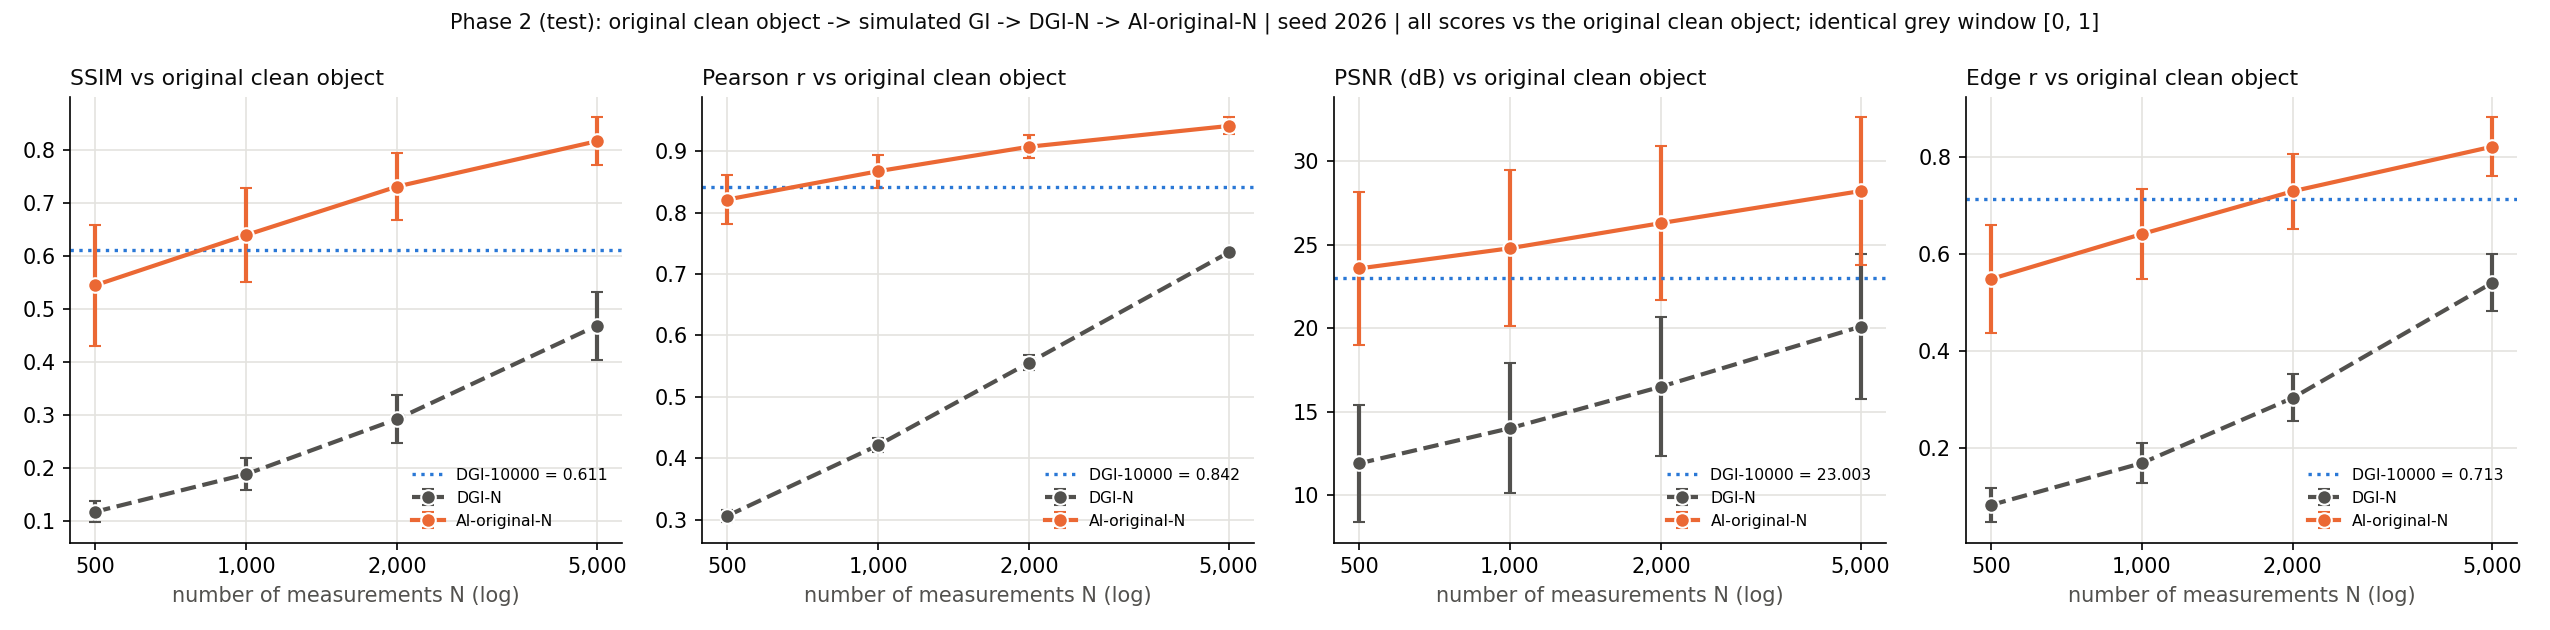 Phase 2 (test): original clean object -> simulated GI -> DGI-N -> AI-original-N | seed 2026 | all scores vs the original clean object; identical grey window [0, 1]
SSIM vs original clean object
0.8
0.7
0.6
0.5
0.4
0.3
0.2
0.1
DGI-10000 = 0.611
DGI-N
AI-original-N
500
1,000
2,000
5,000
number of measurements N (log)
Pearson r vs original clean object
0.9
0.8
0.7
0.6
0.5
0.4
0.3
DGI-10000 = 0.842
DGI-N
AI-original-N
500
1,000
2,000
5,000
number of measurements N (log)
PSNR (dB) vs original clean object
30
25
20
15
10
DGI-10000 = 23.003
DGI-N
AI-original-N
500
1,000
2,000
5,000
number of measurements N (log)
Edge r vs original clean object
0.8
0.6
0.4
0.2
DGI-10000 = 0.713
DGI-N
AI-original-N
500
1,000
2,000
5,000
number of measurements N (log)